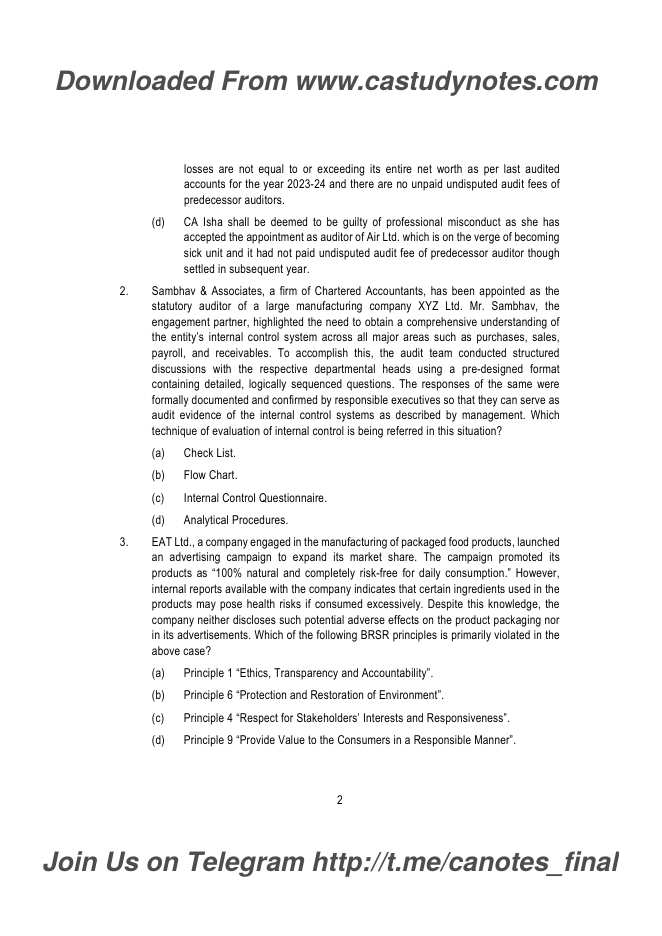 Downloaded From www.castudynotes.com
losses are not equal to or exceeding its entire net worth as per last audited
accounts for the year 2023-24 and there are no unpaid undisputed audit fees of
predecessor auditors.
(d) CA Isha shall be deemed to be guilty of professional misconduct as she has
accepted the appointment as auditor of Air Ltd. which is on the verge of becoming
sick unit and it had not paid undisputed audit fee of predecessor auditor though
settled in subsequent year.
2. Sambhav & Associates, a firm of Chartered Accountants, has been appointed as the
statutory auditor of a large manufacturing company XYZ Ltd. Mr. Sambhav, the
engagement partner, highlighted the need to obtain a comprehensive understanding of
the entity's internal control system across all major areas such as purchases, sales,
payroll, and receivables. To accomplish this, the audit team conducted structured
discussions with the respective departmental heads using a pre-designed format
containing detailed, logically sequenced questions. The responses of the same were
formally documented and confirmed by responsible executives so that they can serve as
audit evidence of the internal control systems as described by management. Which
technique of evaluation of internal control is being referred in this situation?
(a) Check List.
(b) Flow Chart.
(c) Internal Control Questionnaire.
(d) Analytical Procedures.
3. EAT Ltd., a company engaged in the manufacturing of packaged food products, launched
an advertising campaign to expand its market share. The campaign promoted its
products as “100% natural and completely risk-free for daily consumption.” However,
internal reports available with the company indicates that certain ingredients used in the
products may pose health risks if consumed excessively. Despite this knowledge, the
company neither discloses such potential adverse effects on the product packaging nor
in its advertisements. Which of the following BRSR principles is primarily violated in the
above case?
(a) Principle 1 “Ethics, Transparency and Accountability”.
(b) Principle 6 “Protection and Restoration of Environment”.
(c) Principle 4 “Respect for Stakeholders’ Interests and Responsiveness”.
(d) Principle 9 “Provide Value to the Consumers in a Responsible Manner”.
2
Join Us on Telegram http://t.me/canotes_final